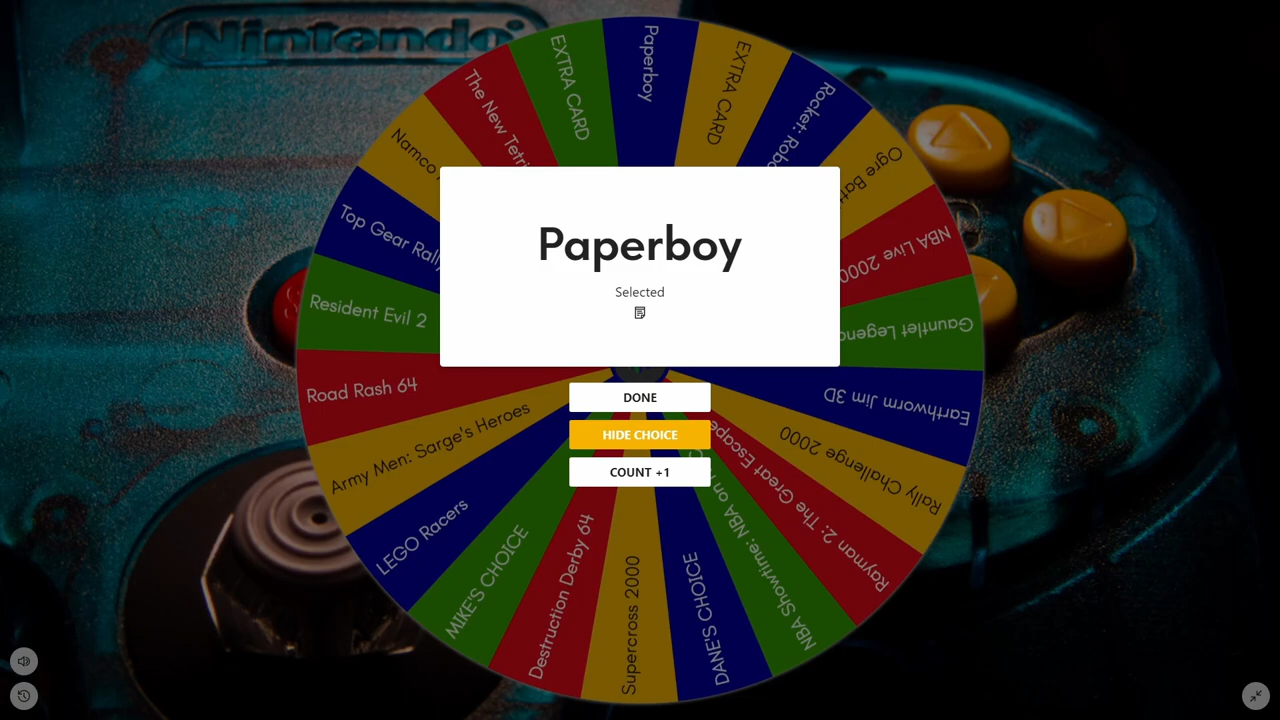 Nintendo
Paperboy
EXTRA CARD
Rocket: Robo
Ogre Batt
NBA Live 2000
Gauntlet Legend
Earthworm Jim 3D
Rally Challenge 2000
Rayman 2: The Great Escape
NBA Showtime: NBA on
DANE'S CHOICE
Supercross 2000
Destruction Derby 64
MIKE'S CHOICE
LEGO Racers
Army Men: Sarge's Heroes
Road Rash 64
Resident Evil 2
Top Gear Rally
Namco
The New Tetri
EXTRA CARD
Paperboy
Selected
DONE
HIDE CHOICE
COUNT +1